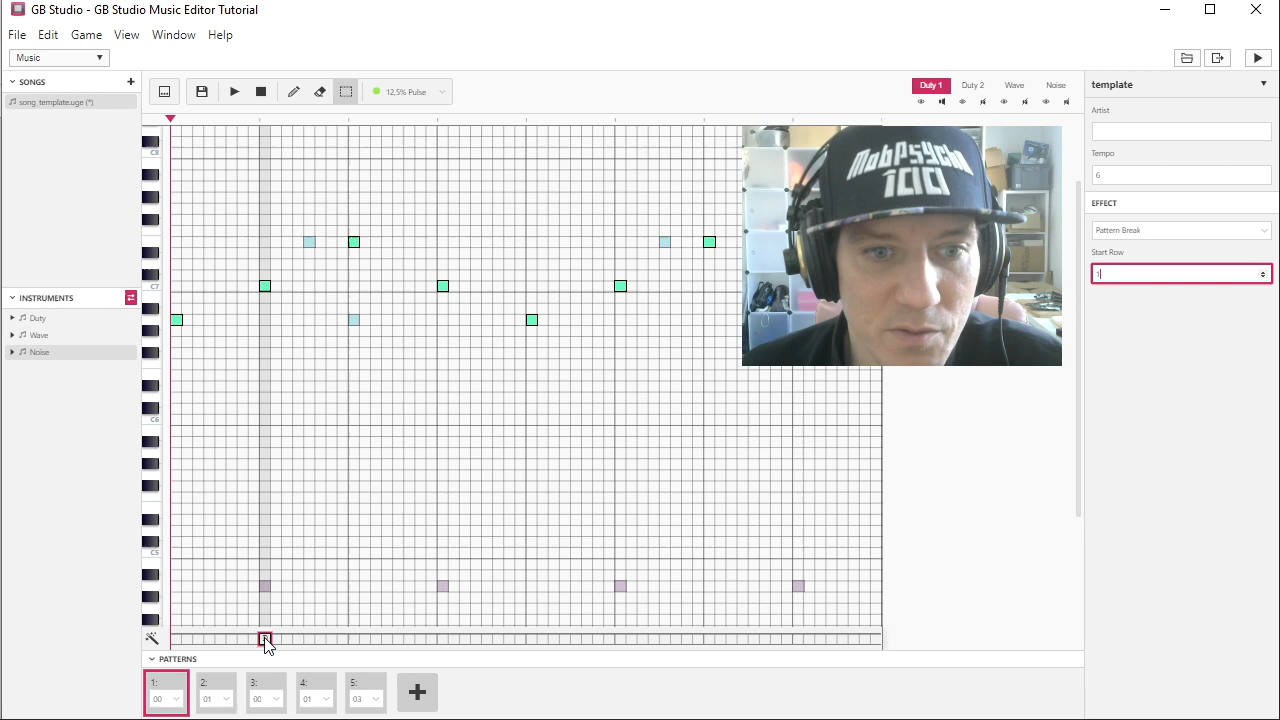 GB Studio - GB Studio Music Editor Tutorial
File Edit Game View Window Help
Music
SONGS
song_template.uge (*)
12,5% Pulse
Duty 1 Duty 2 Wave Noise
template
Artist
Tempo
6
EFFECT
Pattern Break
Start Row
1
INSTRUMENTS
Duty
Wave
Noise
C8
C7
C6
C5
MobPsycho
100
PATTERNS
1: 2: 3: 4: 5:
00 01 00 01 03